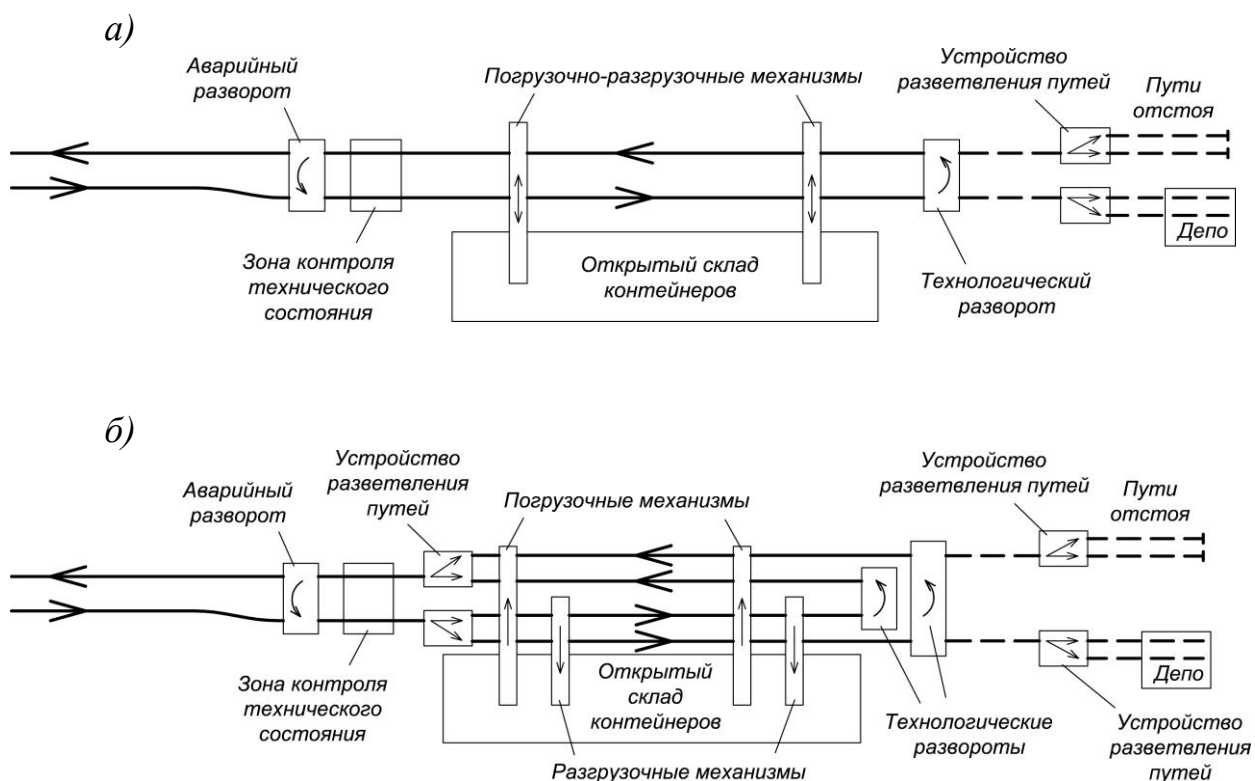 а)
Аварийный
разворот
Погрузочно-разгрузочные механизмы
Устройство
разветвления путей
Пути
отстоя
Зона контроля
технического
состояния
Открытый склад
контейнеров
Технологический
разворот
Депо
б)
Аварийный
разворот
Устройство
разветвления
путей
Погрузочные механизмы
Устройство
разветвления путей
Пути
отстоя
Зона контроля
технического
состояния
Открытый
склад
контейнеров
Разгрузочные механизмы
Технологические
развороты
Депо
Устройство
разветвления
путей